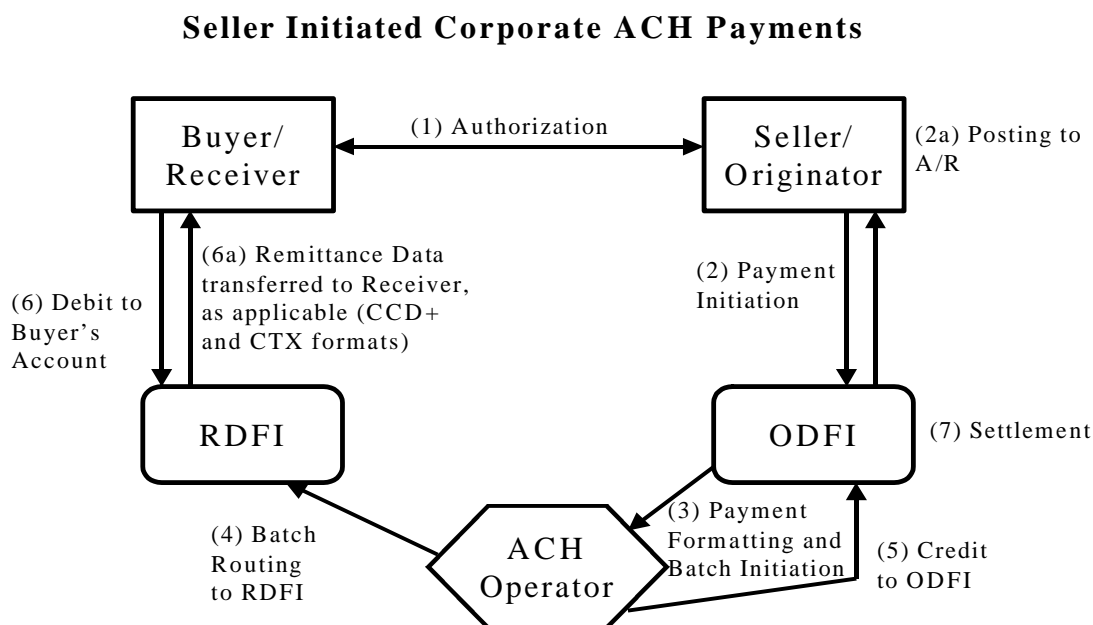 Seller Initiated Corporate ACH Payments
Buyer/
Receiver
(1) Authorization
Seller/
Originator
(2a) Posting to
A/R
(6) Debit to
Buyer’s
Account
(6a) Remittance Data
transferred to Receiver,
as applicable (CCD+
and CTX formats)
(2) Payment
Initiation
RDFI
ODFI
(7) Settlement
(4) Batch
Routing
to RDFI
ACH
Operator
(3) Payment
Formatting and
Batch Initiation
(5) Credit
to ODFI